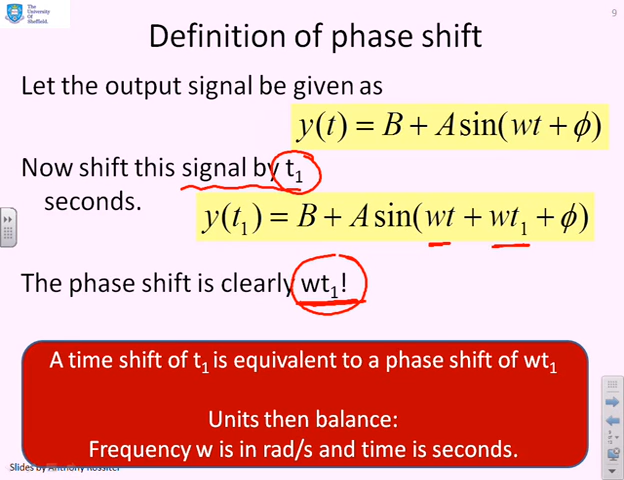 The
University
Of
Sheffield.
9
Definition of phase shift
Let the output signal be given as
y(t) = B + A sin(wt + ϕ)
Now shift this signal by t₁
seconds.
y(t₁) = B + A sin(wt + wt₁ + ϕ)
The phase shift is clearly wt₁!
A time shift of t₁ is equivalent to a phase shift of wt₁
Units then balance:
Frequency w is in rad/s and time is seconds.
Slides by Anthony Rossiter